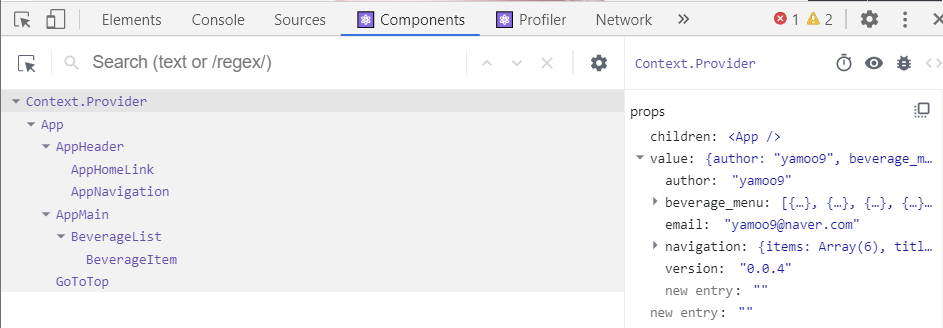 Elements Console Sources Components Profiler Network » 1 2
Search (text or /regex/)
Context.Provider
App
AppHeader
AppHomeLink
AppNavigation
AppMain
BeverageList
BeverageItem
GoToTop
Context.Provider
props
children: <App />
value: {author: "yamoo9", beverage_m…
author: "yamoo9"
beverage_menu: [{…}, {…}, {…}, {…}…
email: "yamoo9@naver.com"
navigation: {items: Array(6), titl…
version: "0.0.4"
new entry: ""
new entry: ""